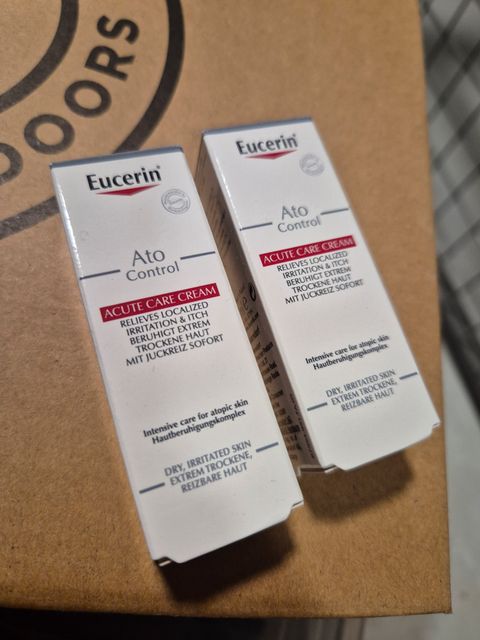 DOORS
Eucerin
Ato
Control
ACUTE CARE CREAM
RELIEVES LOCALIZED
IRRITATION & ITCH
BERUHIGT EXTREM
TROCKENE HAUT
MIT JUCKREIZ SOFORT
Intensive care for atopic skin
Hautberuhigungskomplex
DRY, IRRITATED SKIN
EXTREM TROCKENE,
REIZBARE HAUT
Eucerin
Ato
Control
ACUTE CARE CREAM
RELIEVES LOCALIZED
IRRITATION & ITCH
BERUHIGT EXTREM
TROCKENE HAUT
MIT JUCKREIZ SOFORT
Intensive care for atopic skin
Hautberuhigungskomplex
DRY, IRRITATED SKIN
EXTREM TROCKENE,
REIZBARE HAUT